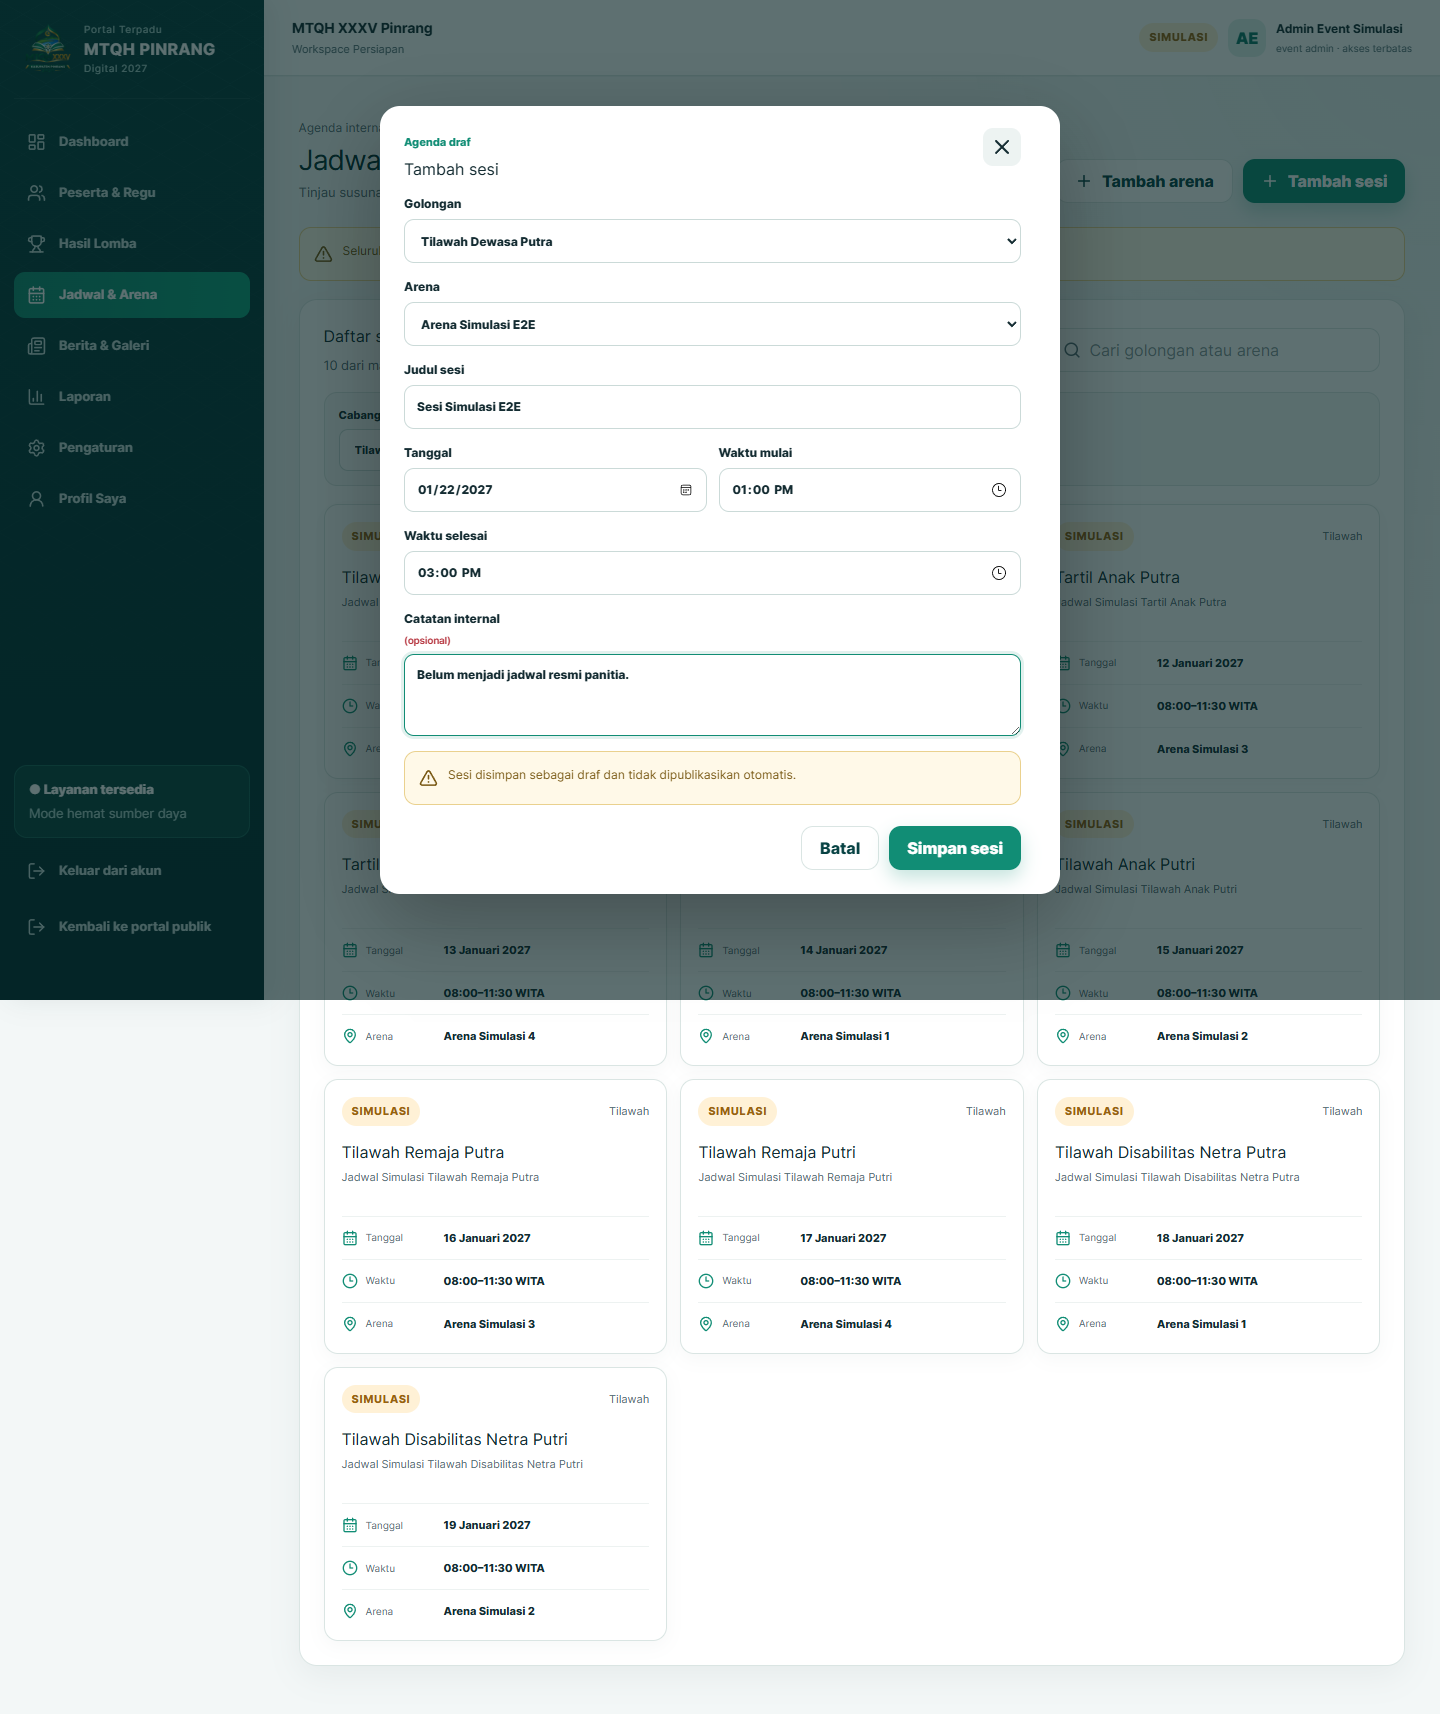 Portal Terpadu
MTQH PINRANG
Digital 2027
Dashboard
Peserta & Regu
Hasil Lomba
Jadwal & Arena
Berita & Galeri
Laporan
Pengaturan
Profil Saya
Layanan tersedia
Mode hemat sumber daya
Keluar dari akun
Kembali ke portal publik
MTQH XXXV Pinrang
Workspace Persiapan
SIMULASI
AE
Admin Event Simulasi
event admin · akses terbatas
Agenda
Tambah arena
Tambah sesi
Daftar
10 dari
Cari golongan atau arena
Cabang
Agenda draf
Tambah sesi
Golongan
Tilawah Dewasa Putra
Arena
Arena Simulasi E2E
Judul sesi
Sesi Simulasi E2E
Tanggal
Waktu mulai
01/22/2027
01:00 PM
Waktu selesai
03:00 PM
Catatan internal
(opsional)
Belum menjadi jadwal resmi panitia.
Sesi disimpan sebagai draf dan tidak dipublikasikan otomatis.
Batal
Simpan sesi
SIMULASI
Tilawah
Tartil Anak Putra
Jadwal Simulasi Tartil Anak Putra
Tanggal
12 Januari 2027
Waktu
08:00–11:30 WITA
Arena
Arena Simulasi 3
Tartil
Tanggal
13 Januari 2027
Waktu
08:00–11:30 WITA
Arena
Arena Simulasi 4
Tanggal
14 Januari 2027
Waktu
08:00–11:30 WITA
Arena
Arena Simulasi 1
SIMULASI
Tilawah
Tilawah Anak Putri
Jadwal Simulasi Tilawah Anak Putri
Tanggal
15 Januari 2027
Waktu
08:00–11:30 WITA
Arena
Arena Simulasi 2
SIMULASI
Tilawah
Tilawah Remaja Putra
Jadwal Simulasi Tilawah Remaja Putra
Tanggal
16 Januari 2027
Waktu
08:00–11:30 WITA
Arena
Arena Simulasi 3
SIMULASI
Tilawah
Tilawah Remaja Putri
Jadwal Simulasi Tilawah Remaja Putri
Tanggal
17 Januari 2027
Waktu
08:00–11:30 WITA
Arena
Arena Simulasi 4
SIMULASI
Tilawah
Tilawah Disabilitas Netra Putra
Jadwal Simulasi Tilawah Disabilitas Netra Putra
Tanggal
18 Januari 2027
Waktu
08:00–11:30 WITA
Arena
Arena Simulasi 1
SIMULASI
Tilawah
Tilawah Disabilitas Netra Putri
Jadwal Simulasi Tilawah Disabilitas Netra Putri
Tanggal
19 Januari 2027
Waktu
08:00–11:30 WITA
Arena
Arena Simulasi 2